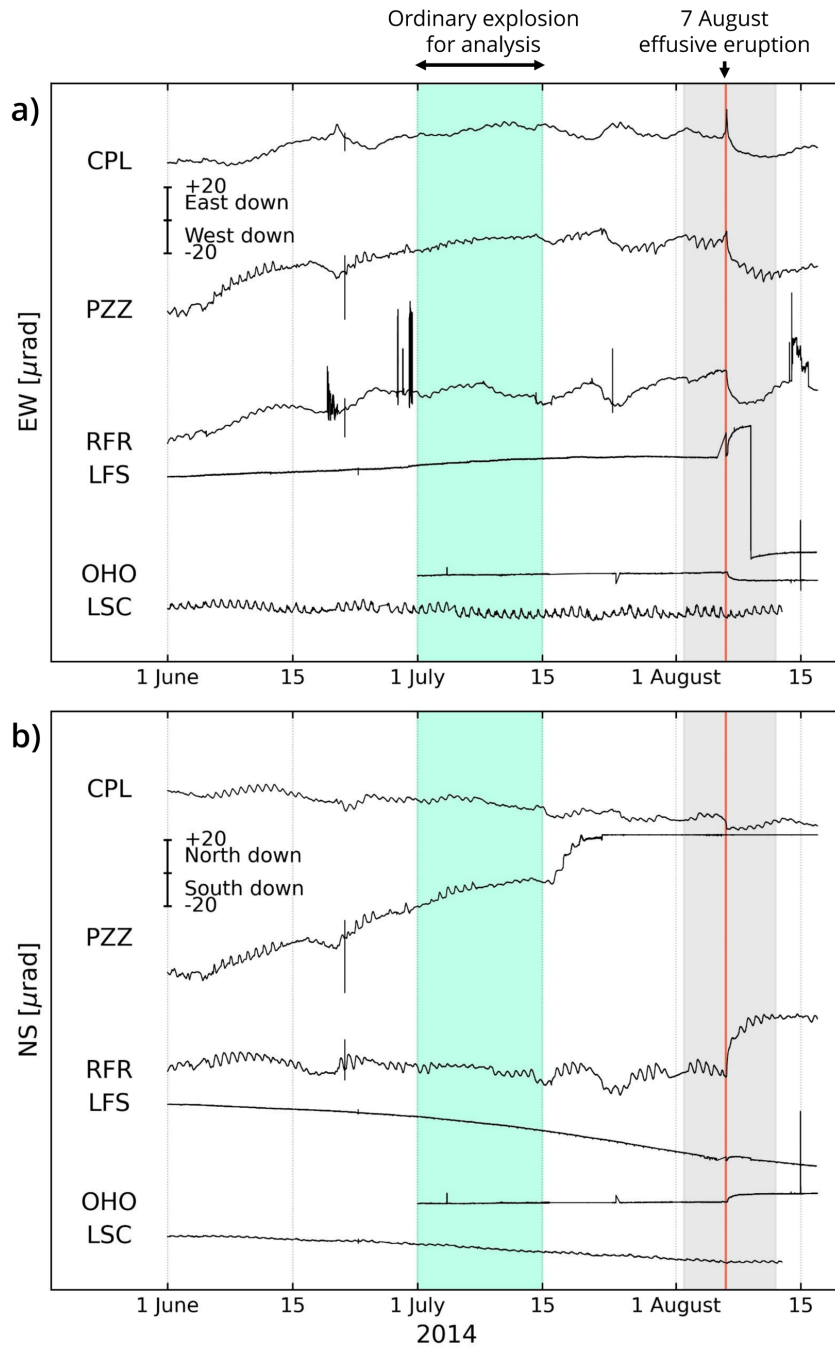 Ordinary explosion
for analysis
7 August
effusive eruption
a)
CPL
+20
East down
West down
-20
PZZ
RFR
LFS
OHO
LSC
EW [μrad]
1 June
15
1 July
15
1 August
15
b)
CPL
+20
North down
South down
-20
PZZ
RFR
LFS
OHO
LSC
NS [μrad]
1 June
15
1 July
15
1 August
15
2014